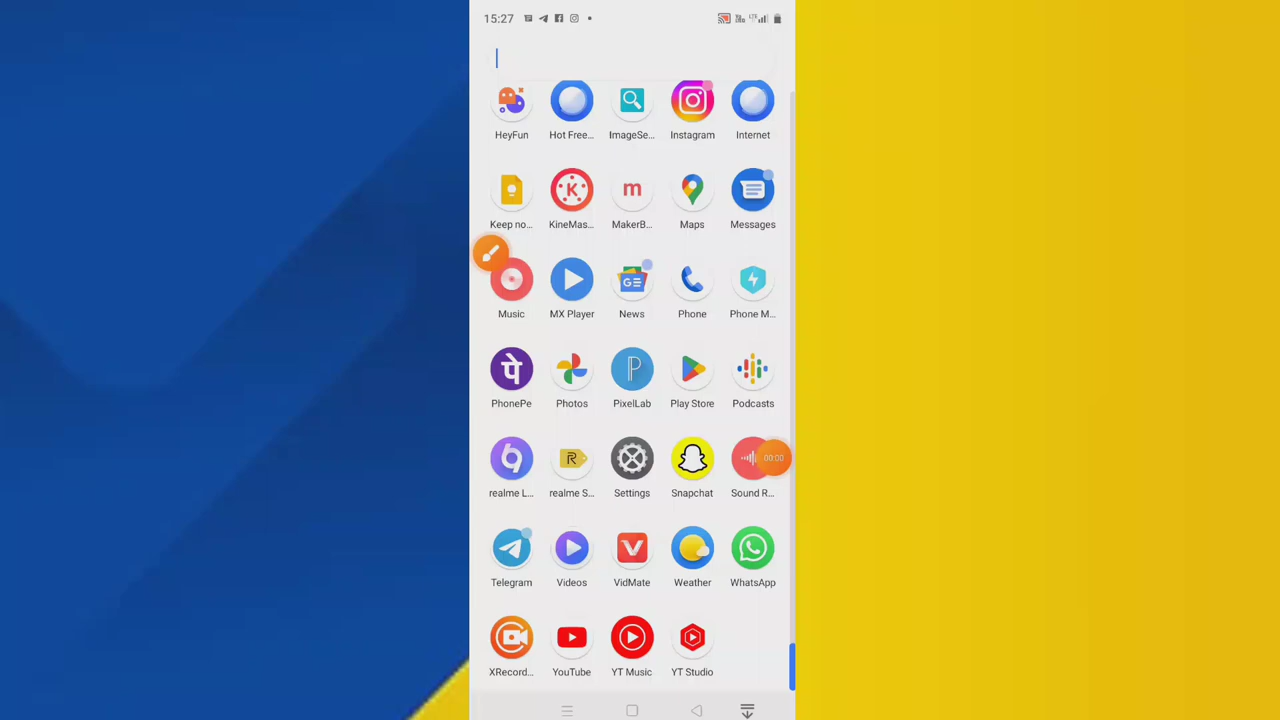 15:27
HeyFun Hot Free... ImageSe... Instagram Internet
Keep no... KineMas... MakerB... Maps Messages
Music MX Player News Phone Phone M...
PhonePe Photos PixelLab Play Store Podcasts
realme L... realme S... Settings Snapchat Sound R...
00:00
Telegram Videos VidMate Weather WhatsApp
XRecord... YouTube YT Music YT Studio